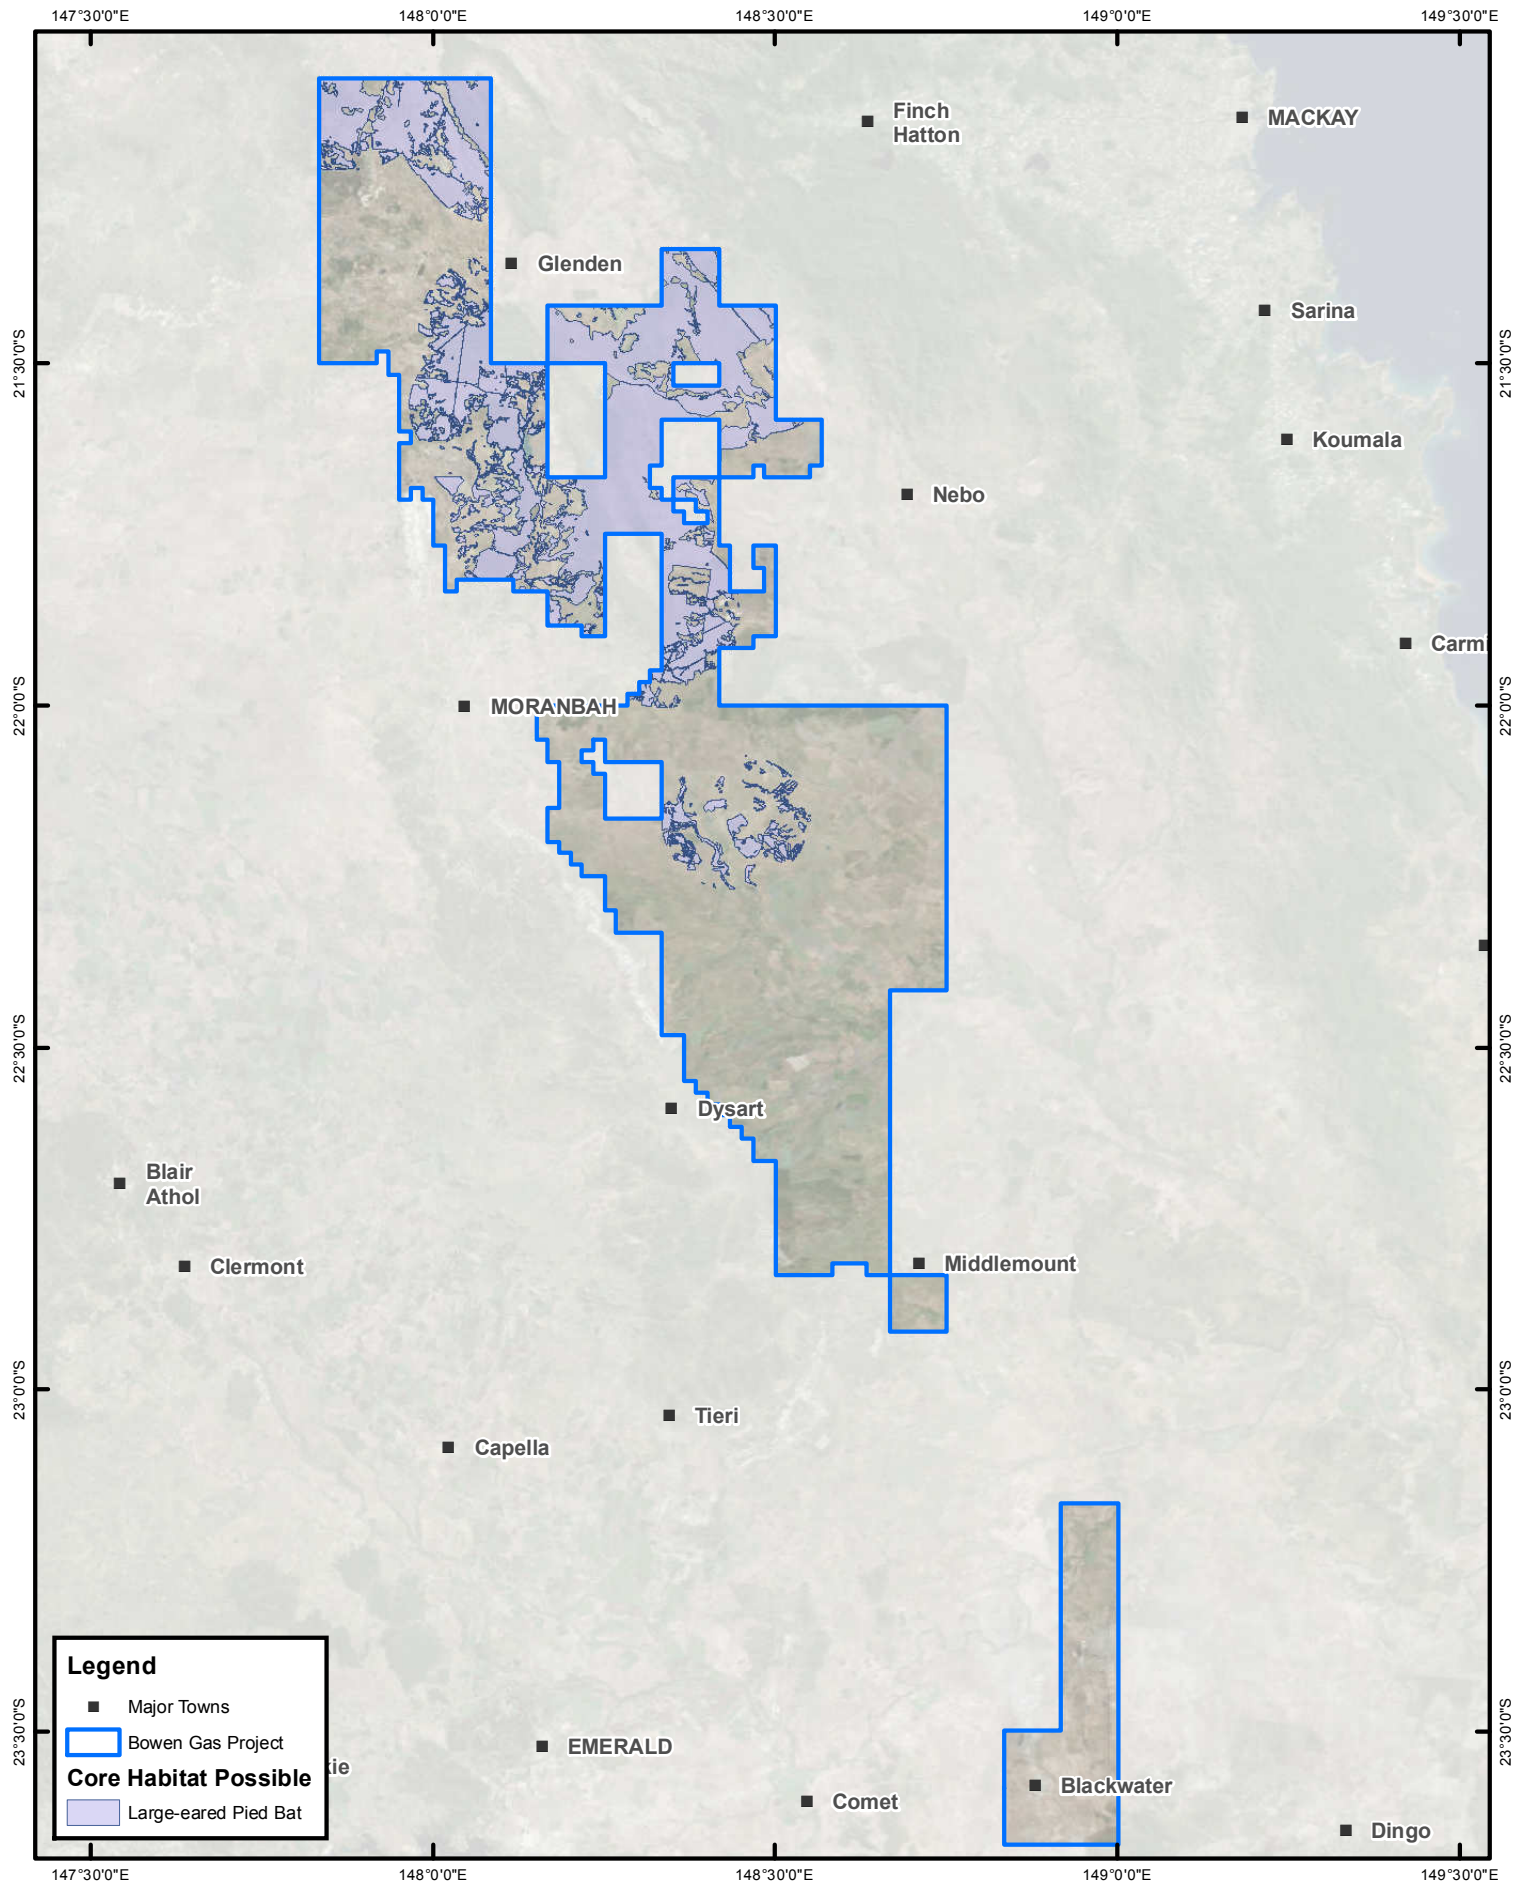 147°30'0"E 148°0'0"E 148°30'0"E 149°0'0"E 149°30'0"E
Finch
Hatton
MACKAY
Glenden
Sarina
21°30'0"S
21°30'0"S
Koumala
Nebo
Carmi
22°0'0"S
MORANBAH
22°0'0"S
22°30'0"S
22°30'0"S
Dysart
Blair
Athol
Clermont
Middlemount
23°0'0"S
23°0'0"S
Tieri
Capella
Legend
Major Towns
Bowen Gas Project
Core Habitat Possible
Large-eared Pied Bat
kie
23°30'0"S
23°30'0"S
EMERALD
Blackwater
Comet
Dingo
147°30'0"E 148°0'0"E 148°30'0"E 149°0'0"E 149°30'0"E